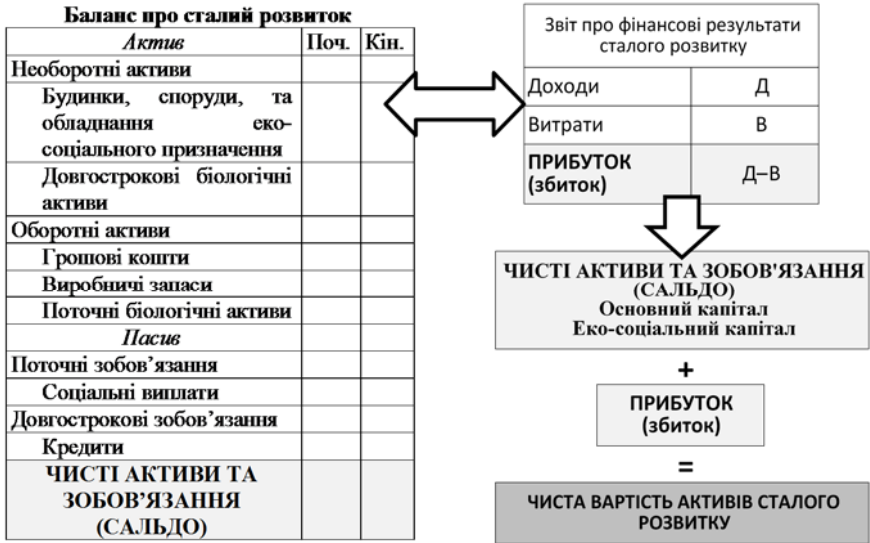 Баланс про сталий розвиток
Актив Поч. Кін.
Необоротні активи
Будинки, споруди, та
обладнання еко-
соціального призначення
Довгострокові біологічні
активи
Оборотні активи
Грошові кошти
Виробничі запаси
Поточні біологічні активи
Пасив
Поточні зобов’язання
Соціальні виплати
Довгострокові зобов’язання
Кредити
ЧИСТІ АКТИВИ ТА
ЗОБОВ’ЯЗАННЯ
(САЛЬДО)
Звіт про фінансові результати
сталого розвитку
Доходи Д
Витрати В
ПРИБУТОК
(збиток) Д–В
ЧИСТІ АКТИВИ ТА ЗОБОВ'ЯЗАННЯ
(САЛЬДО)
Основний капітал
Еко-соціальний капітал
+
ПРИБУТОК
(збиток)
=
ЧИСТА ВАРТІСТЬ АКТИВІВ СТАЛОГО
РОЗВИТКУ